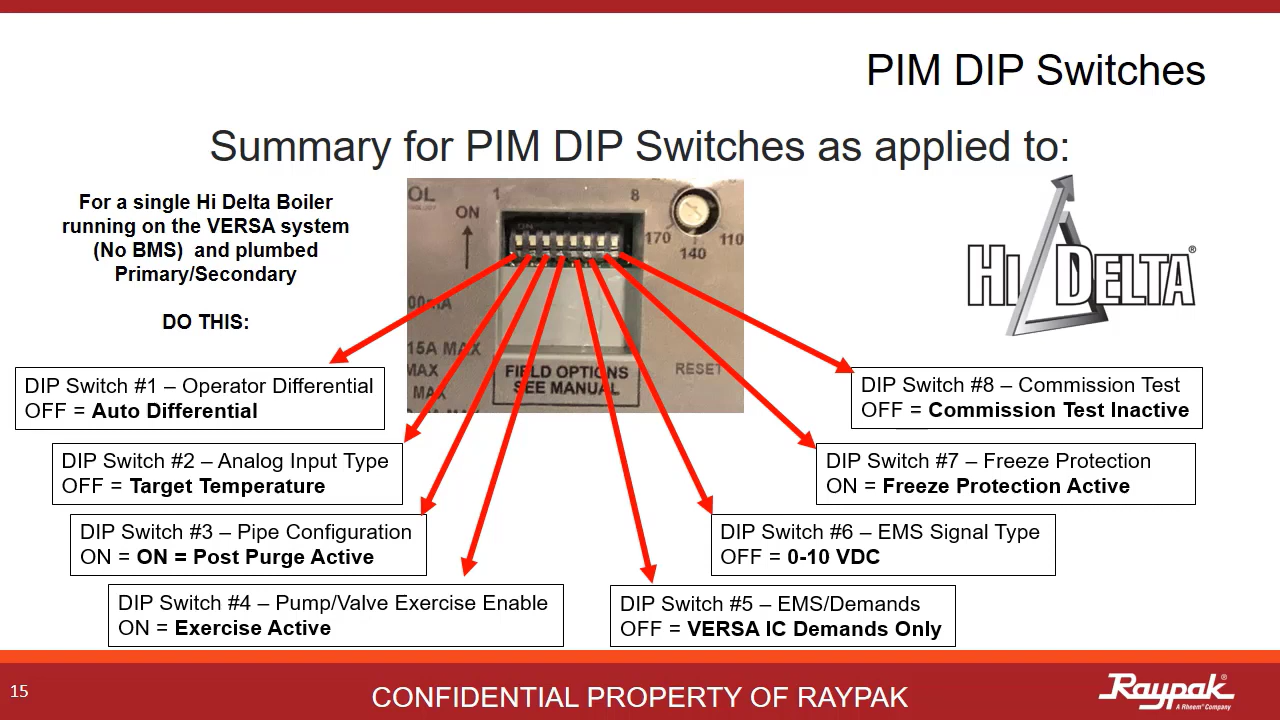 PIM DIP Switches
Summary for PIM DIP Switches as applied to:
For a single Hi Delta Boiler
running on the VERSA system
(No BMS) and plumbed
Primary/Secondary
DO THIS:
OL
1
8
ON
ON
170
140
110
00mA
15A MAX
MAX
MAX
FIELD OPTIONS
SEE MANUAL
RESET
HI DELTA®
DIP Switch #1 – Operator Differential
OFF = Auto Differential
DIP Switch #2 – Analog Input Type
OFF = Target Temperature
DIP Switch #3 – Pipe Configuration
ON = ON = Post Purge Active
DIP Switch #4 – Pump/Valve Exercise Enable
ON = Exercise Active
DIP Switch #8 – Commission Test
OFF = Commission Test Inactive
DIP Switch #7 – Freeze Protection
ON = Freeze Protection Active
DIP Switch #6 – EMS Signal Type
OFF = 0-10 VDC
DIP Switch #5 – EMS/Demands
OFF = VERSA IC Demands Only
15
CONFIDENTIAL PROPERTY OF RAYPAK
Raypak®
A Rheem® Company